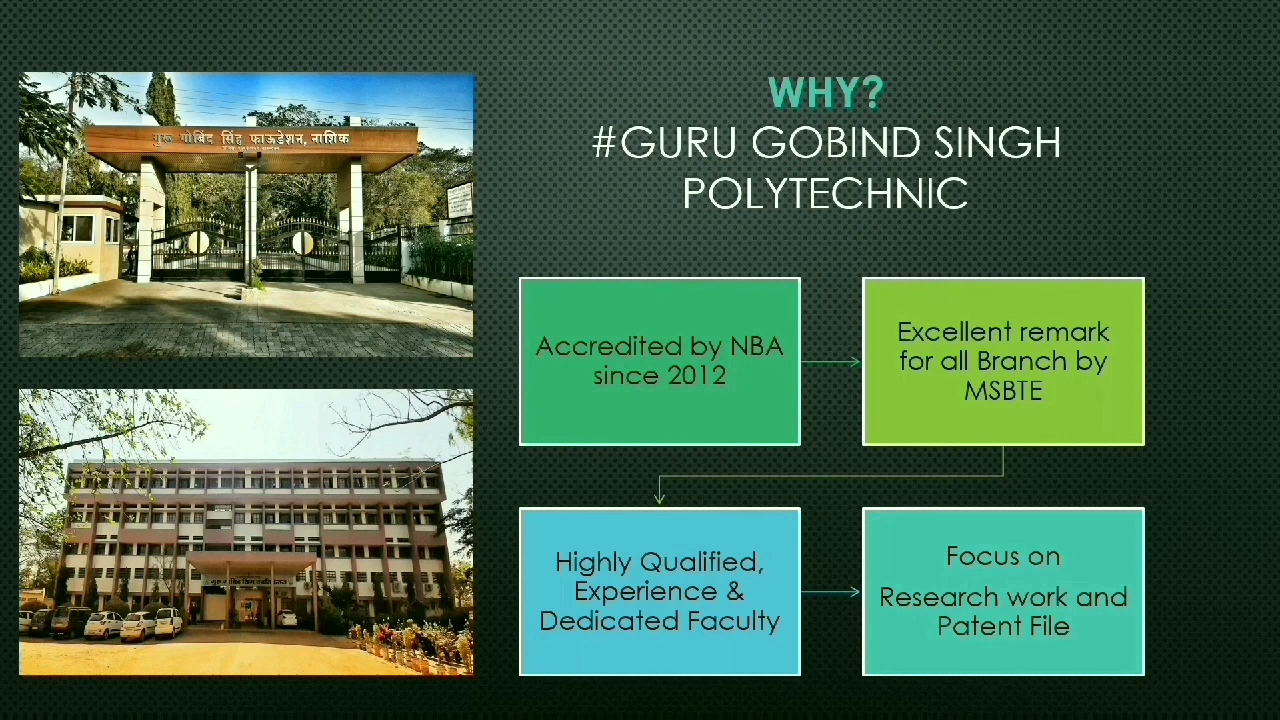 गुरू गोबिंद सिंह फाऊंडेशन, नाशिक
WHY?
#GURU GOBIND SINGH
POLYTECHNIC
Accredited by NBA
since 2012
Excellent remark
for all Branch by
MSBTE
Highly Qualified,
Experience &
Dedicated Faculty
Focus on
Research work and
Patent File